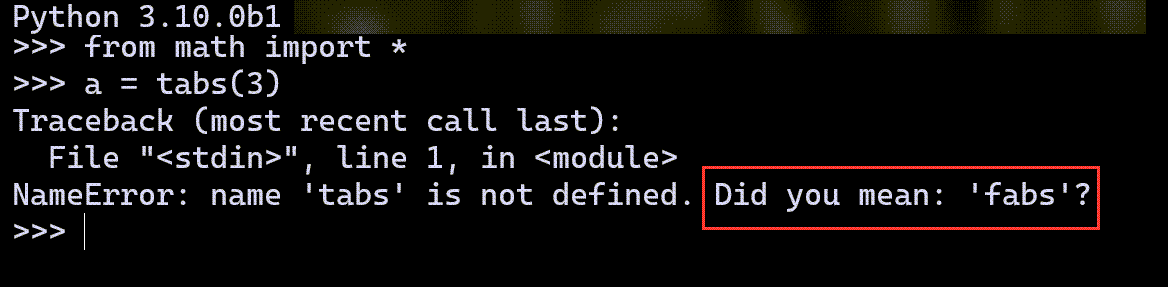 Python 3.10.0b1
>>> from math import *
>>> a = tabs(3)
Traceback (most recent call last):
  File "<stdin>", line 1, in <module>
NameError: name 'tabs' is not defined. Did you mean: 'fabs'?
>>>